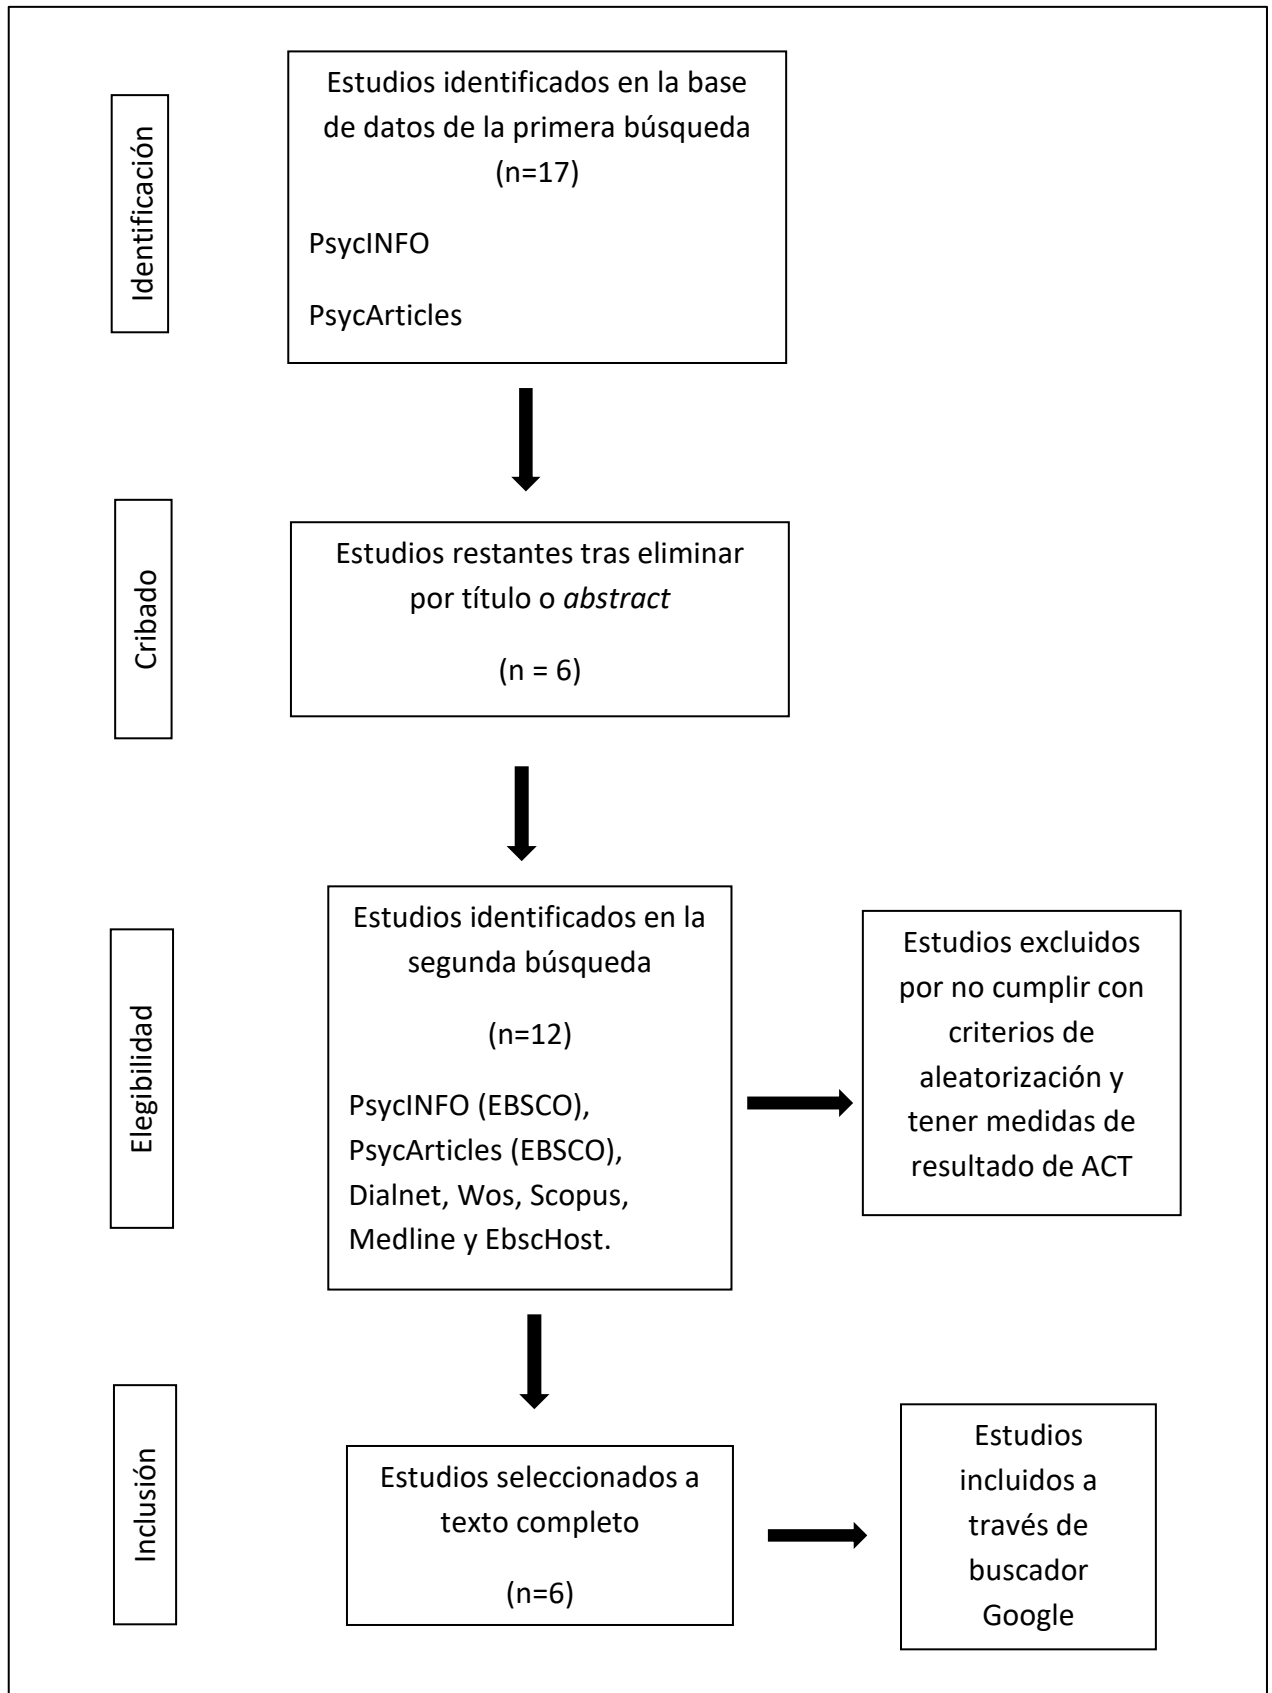 Identificación
Estudios identificados en la base
de datos de la primera búsqueda
(n=17)
PsycINFO
PsycArticles
Cribado
Estudios restantes tras eliminar
por título o abstract
(n = 6)
Elegibilidad
Estudios identificados en la
segunda búsqueda
(n=12)
PsycINFO (EBSCO),
PsycArticles (EBSCO),
Dialnet, Wos, Scopus,
Medline y EbscHost.
Estudios excluidos
por no cumplir con
criterios de
aleatorización y
tener medidas de
resultado de ACT
Inclusión
Estudios seleccionados a
texto completo
(n=6)
Estudios
incluidos a
través de
buscador
Google